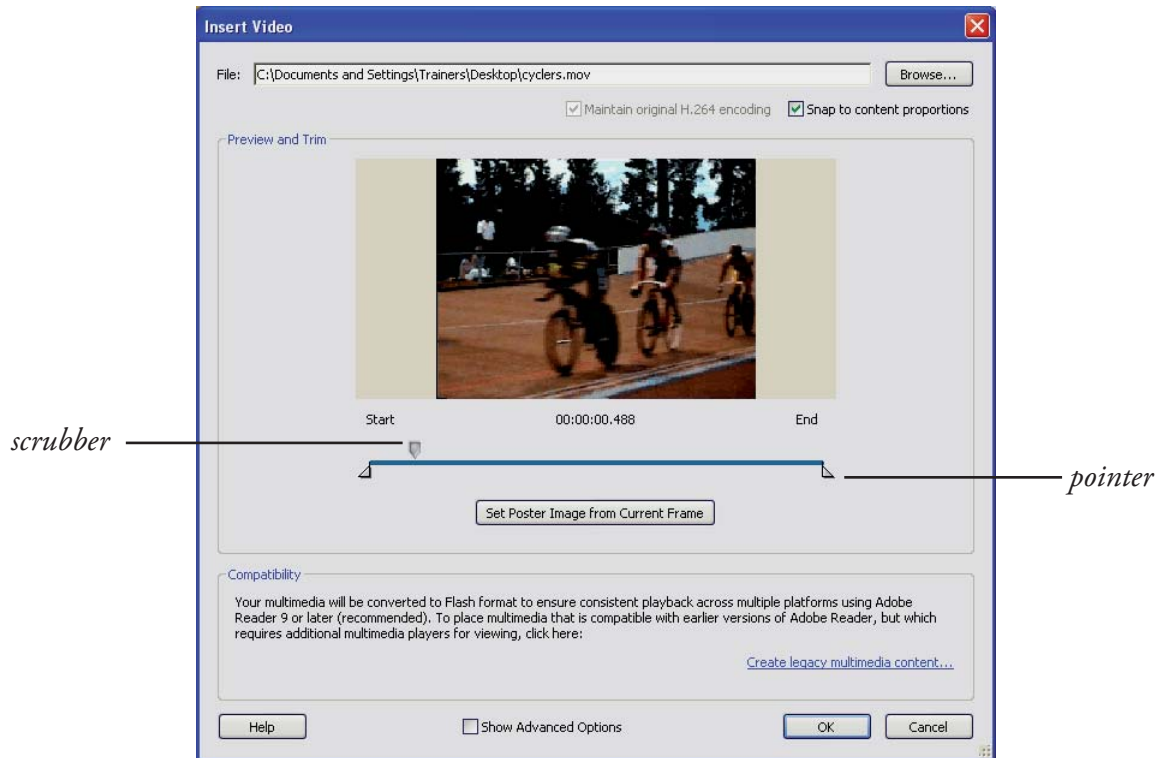 Insert Video
File: C:\Documents and Settings\Trainers\Desktop\cyclers.mov Browse...
Maintain original H.264 encoding Snap to content proportions
Preview and Trim
Start 00:00:00.488 End
scrubber
pointer
Set Poster Image from Current Frame
Compatibility
Your multimedia will be converted to Flash format to ensure consistent playback across multiple platforms using Adobe
Reader 9 or later (recommended). To place multimedia that is compatible with earlier versions of Adobe Reader, but which
requires additional multimedia players for viewing, click here:
Create legacy multimedia content...
Help Show Advanced Options OK Cancel